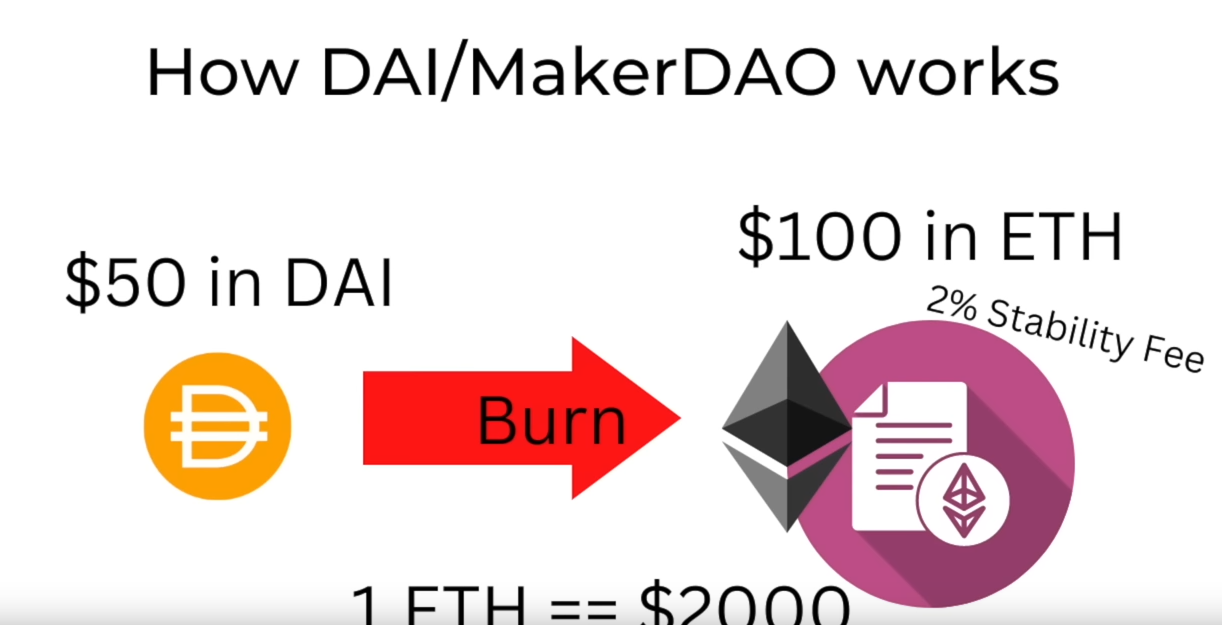 How DAI/MakerDAO works
$50 in DAI
$100 in ETH
2% Stability Fee
Burn
1 ETH == $2000